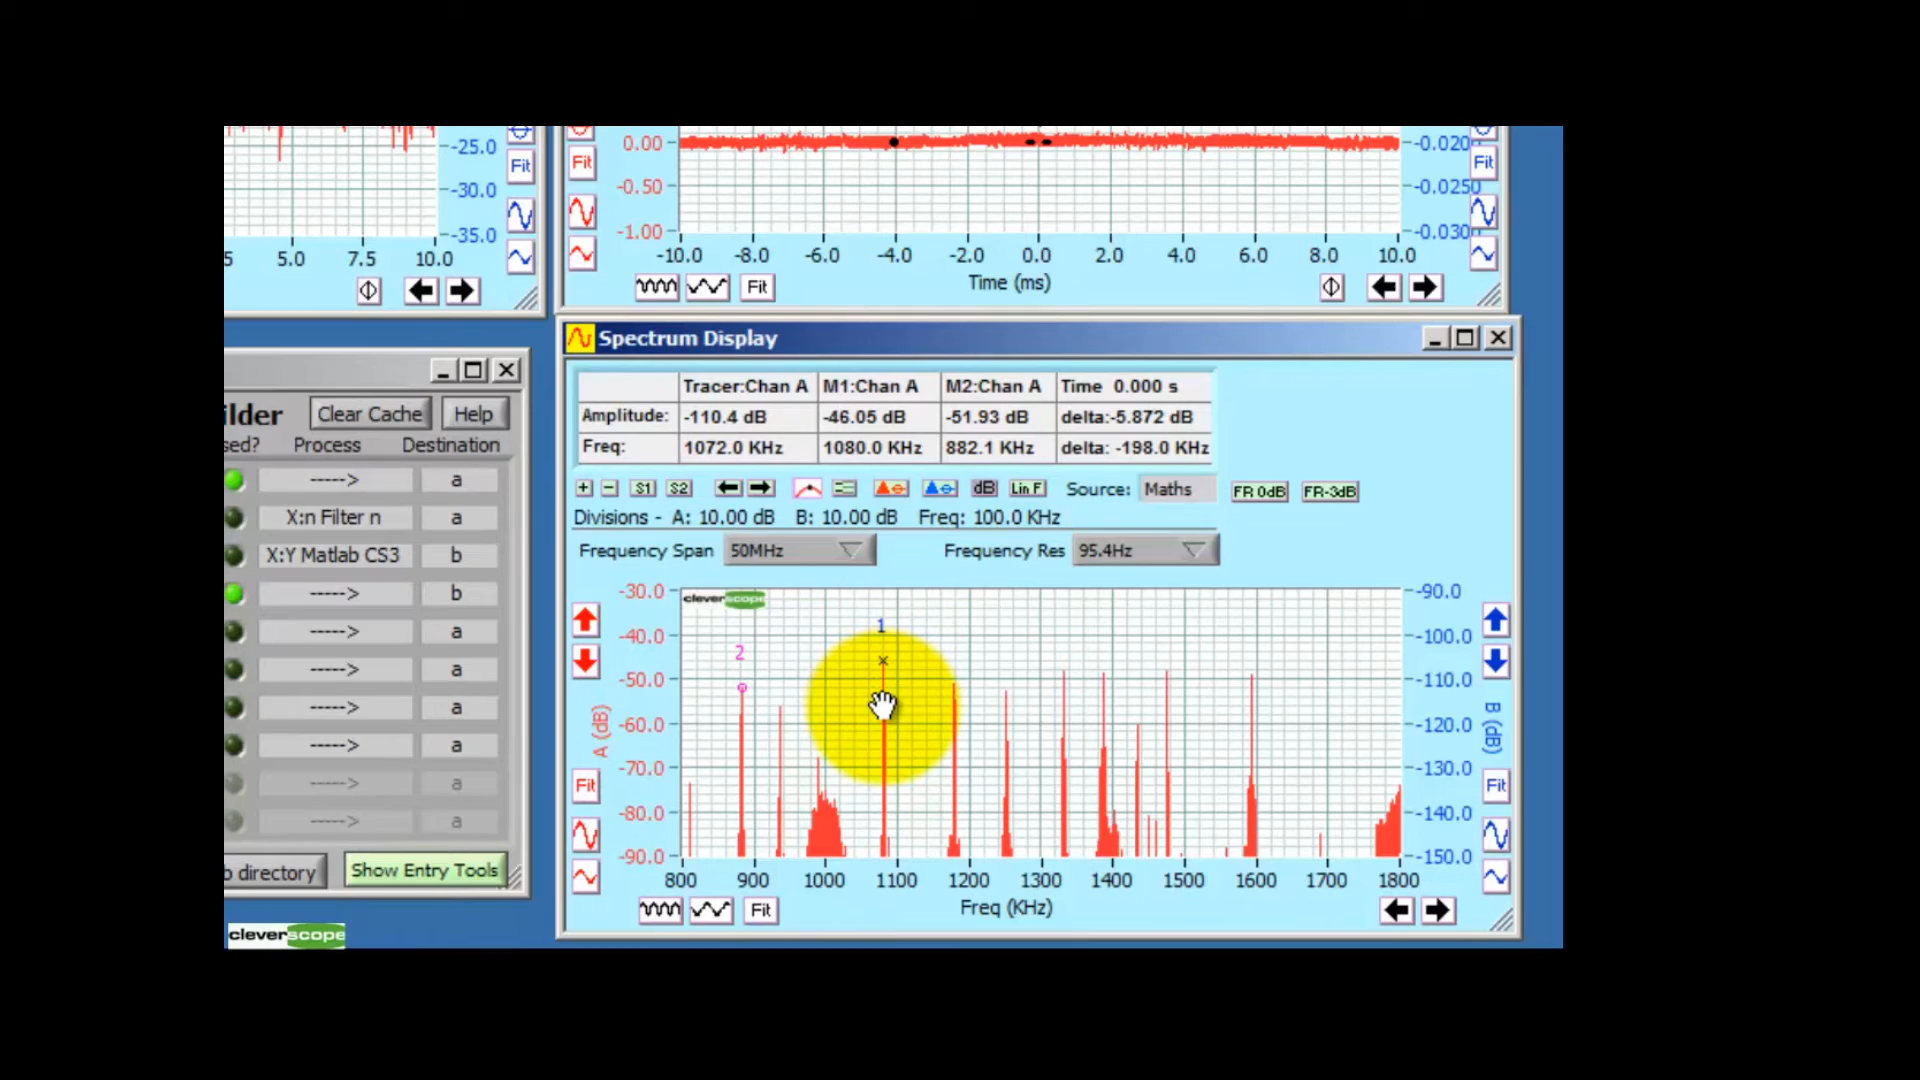 -25.0
Fit
-30.0
-35.0
5 5.0 7.5 10.0
0.00 -0.020
Fit Fit
-0.50 -0.0250
-1.00 -0.030
-10.0 -8.0 -6.0 -4.0 -2.0 0.0 2.0 4.0 6.0 8.0 10.0
Time (ms)
Fit
ilder Clear Cache Help
sed? Process Destination
-----> a
X:n Filter n a
X:Y Matlab CS3 b
-----> b
-----> a
-----> a
-----> a
-----> a
-----> a
-----> a
b directory Show Entry Tools
cleverscope
Spectrum Display
Tracer:Chan A M1:Chan A M2:Chan A Time 0.000 s
Amplitude: -110.4 dB -46.05 dB -51.93 dB delta:-5.872 dB
Freq: 1072.0 KHz 1080.0 KHz 882.1 KHz delta: -198.0 KHz
+ - S1 S2 dB Lin F Source: Maths FR 0dB FR-3dB
Divisions - A: 10.00 dB B: 10.00 dB Freq: 100.0 KHz
Frequency Span 50MHz Frequency Res 95.4Hz
-30.0 cleverscope -90.0
1
-40.0 -100.0
2
-50.0 -110.0
-60.0 -120.0
A (dB) B (dB)
-70.0 -130.0
Fit Fit
-80.0 -140.0
-90.0 -150.0
800 900 1000 1100 1200 1300 1400 1500 1600 1700 1800
Freq (KHz)
Fit